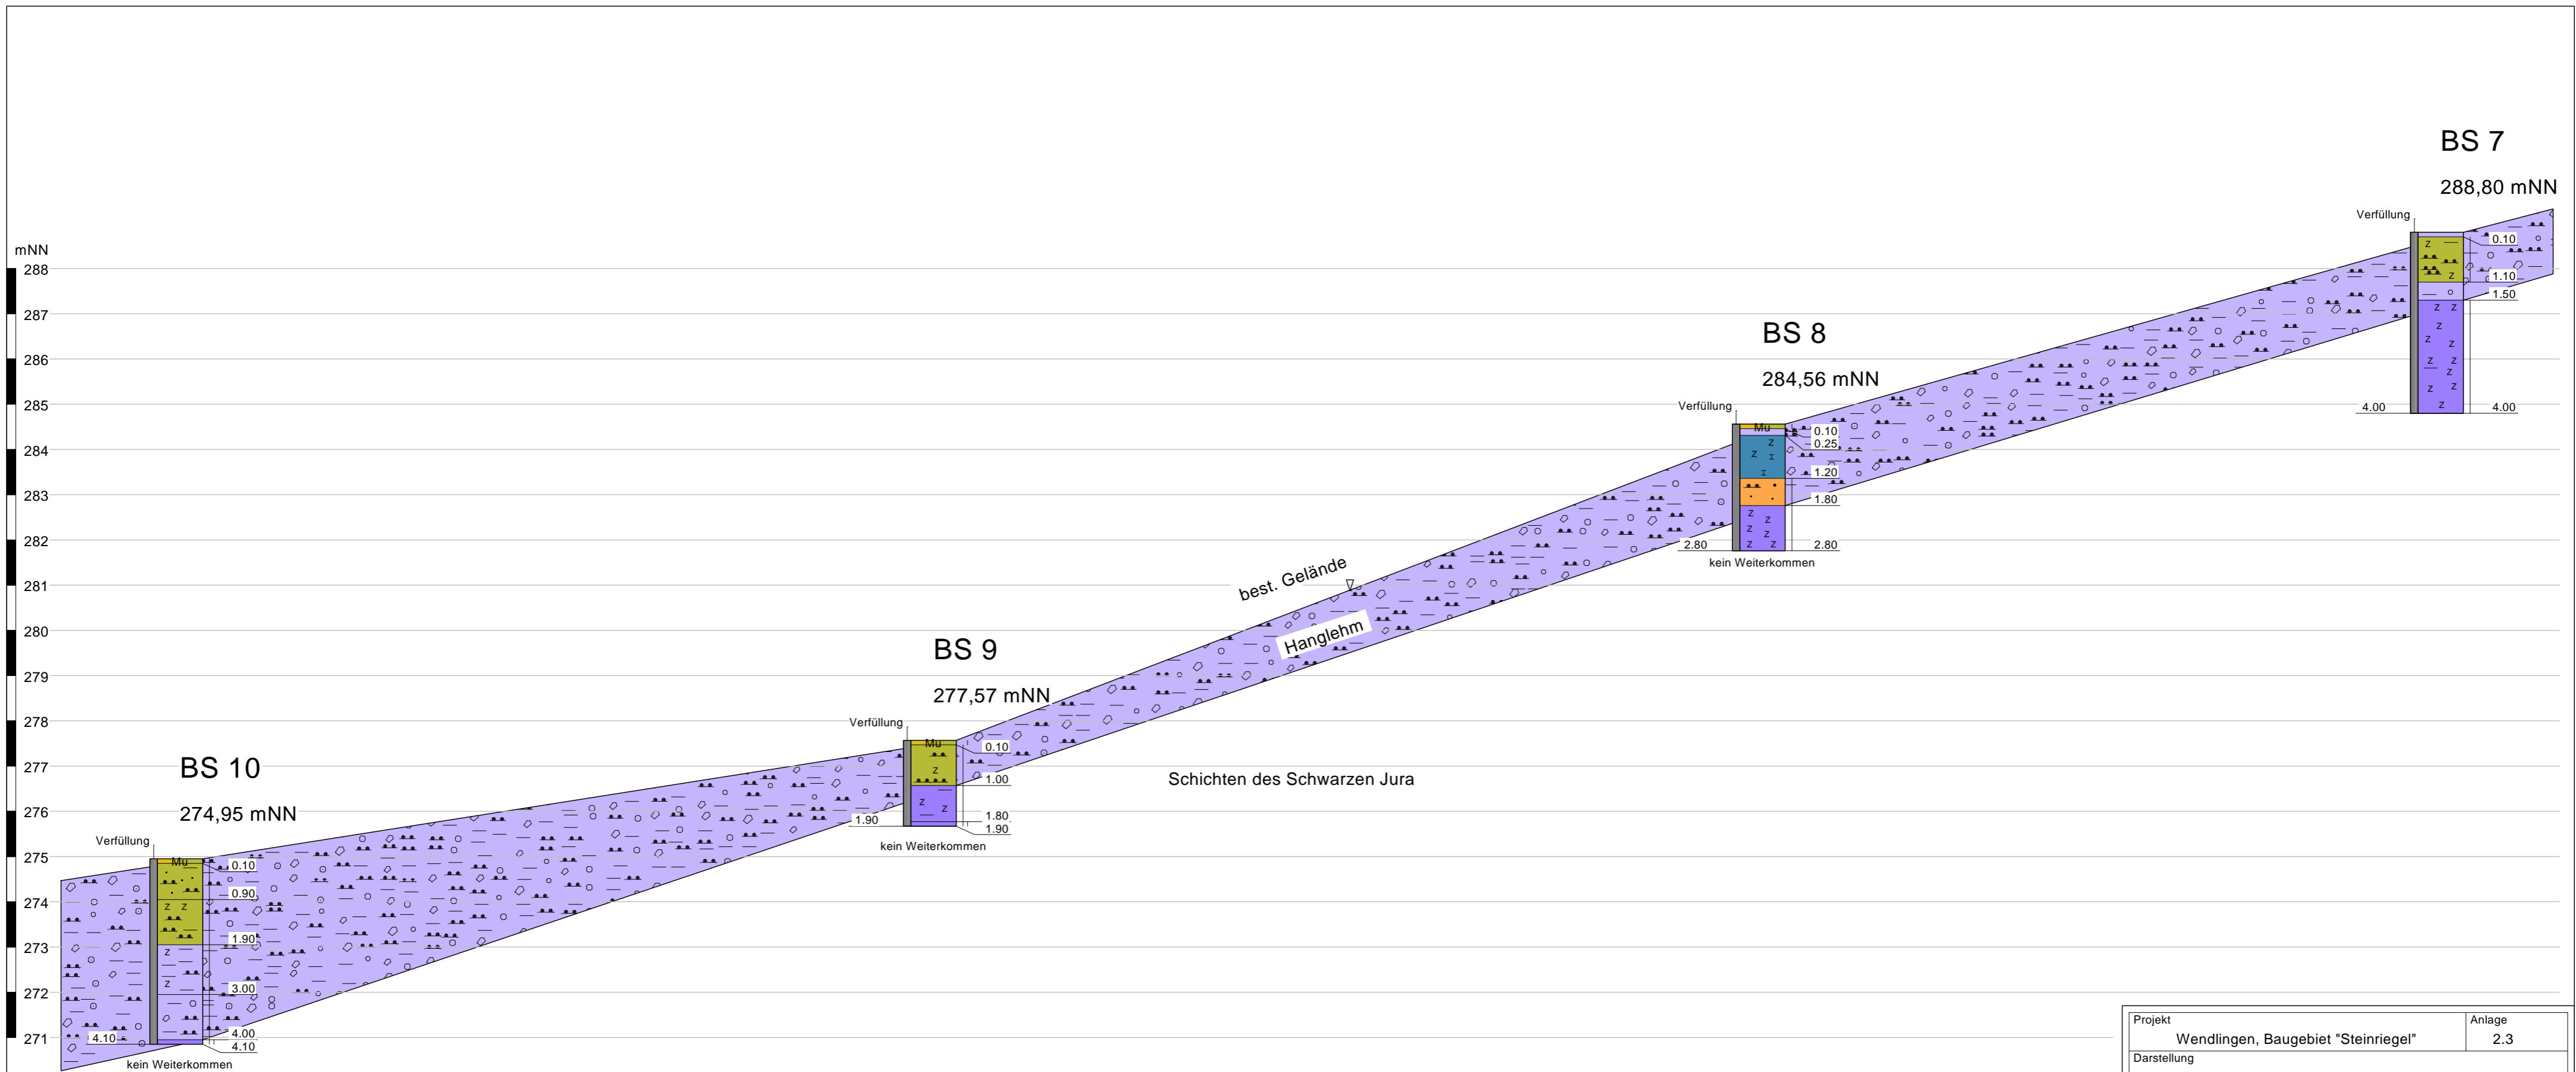 BS 7
288,80 mNN
Verfüllung
0.10
1.10
1.50
4.00
4.00
mNN
288
287
286
285
284
283
282
281
280
279
278
277
276
275
274
273
272
271
BS 8
284,56 mNN
Verfüllung
Mu
0.10
0.25
1.20
1.80
2.80
2.80
kein Weiterkommen
best. Gelände
Hanglehm
BS 9
277,57 mNN
Verfüllung
Mu
0.10
1.00
1.80
1.90
1.90
kein Weiterkommen
Schichten des Schwarzen Jura
BS 10
274,95 mNN
Verfüllung
Mu
0.10
0.90
1.90
3.00
4.00
4.10
4.10
kein Weiterkommen
Projekt
Anlage
Wendlingen, Baugebiet "Steinriegel"
2.3
Darstellung